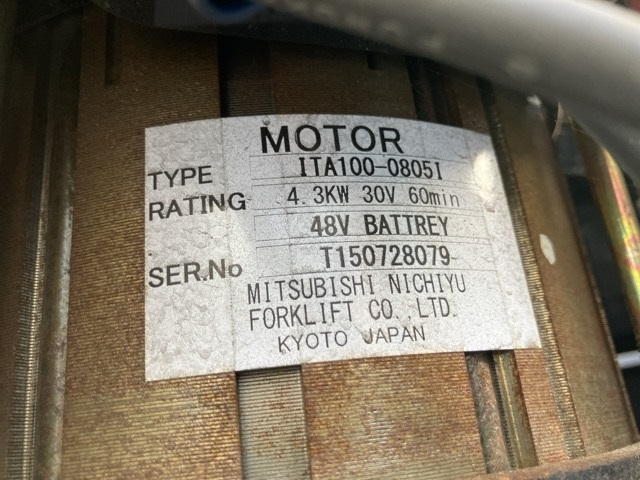 MOTOR
TYPE ITA100-0805I
RATING 4.3KW 30V 60min
48V BATTREY
SER.No T150728079
MITSUBISHI NICHIYU
FORKLIFT CO.,LTD.
KYOTO JAPAN